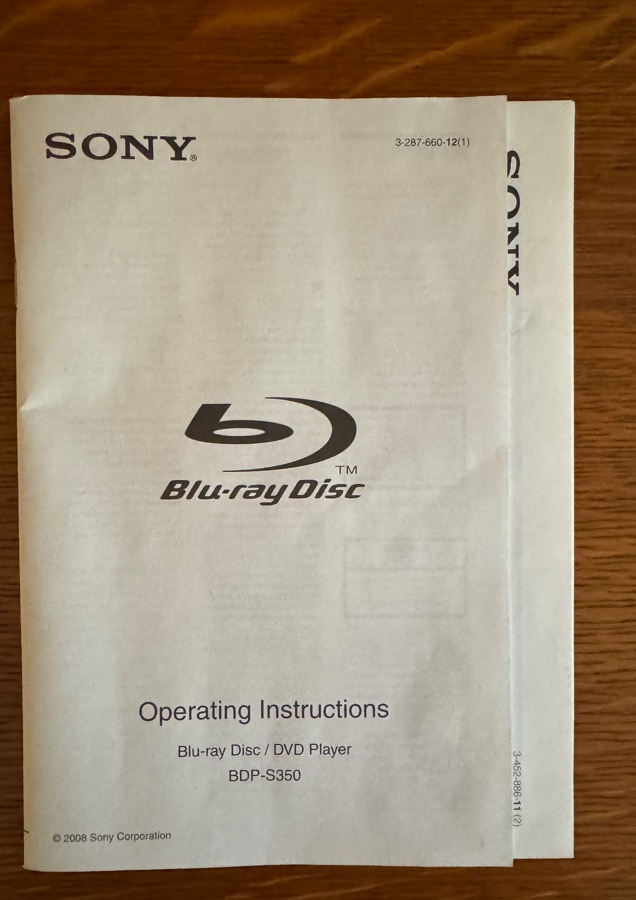 SONY®
3-287-660-12(1)
TM
Blu-ray Disc
Operating Instructions
Blu-ray Disc / DVD Player
BDP-S350
© 2008 Sony Corporation
SONY
3-452-886-11 (2)